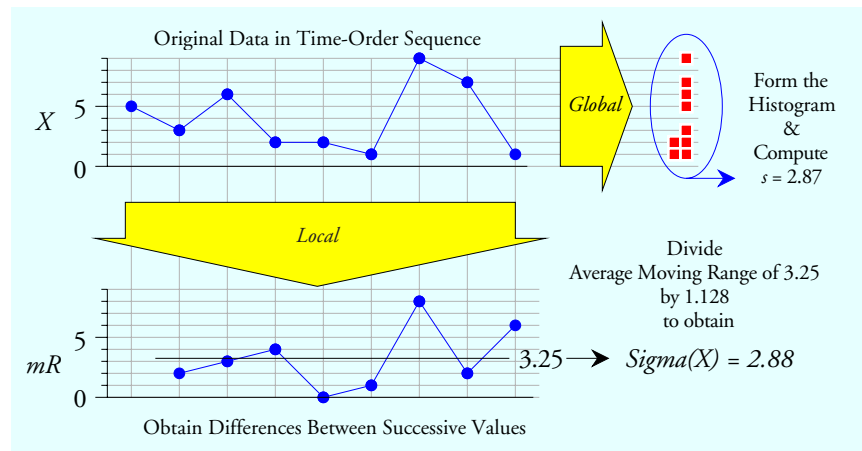 Original Data in Time-Order Sequence
X
5
0
Global
Form the
Histogram
&
Compute
s = 2.87
Local
Divide
Average Moving Range of 3.25
by 1.128
to obtain
mR
5
0
3.25
Sigma(X) = 2.88
Obtain Differences Between Successive Values